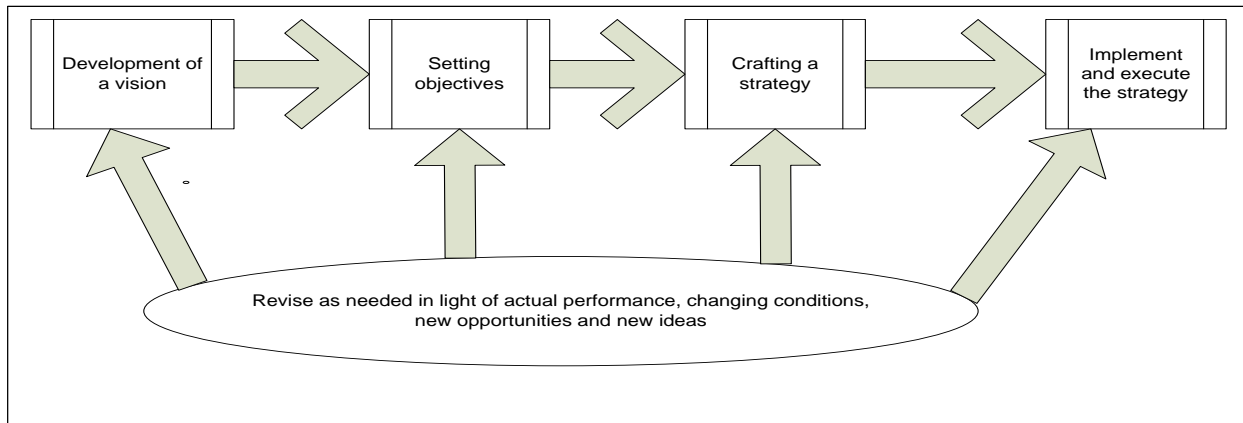 Development of
a vision
Setting
objectives
Crafting a
strategy
Implement
and execute
the strategy
Revise as needed in light of actual performance, changing conditions,
new opportunities and new ideas